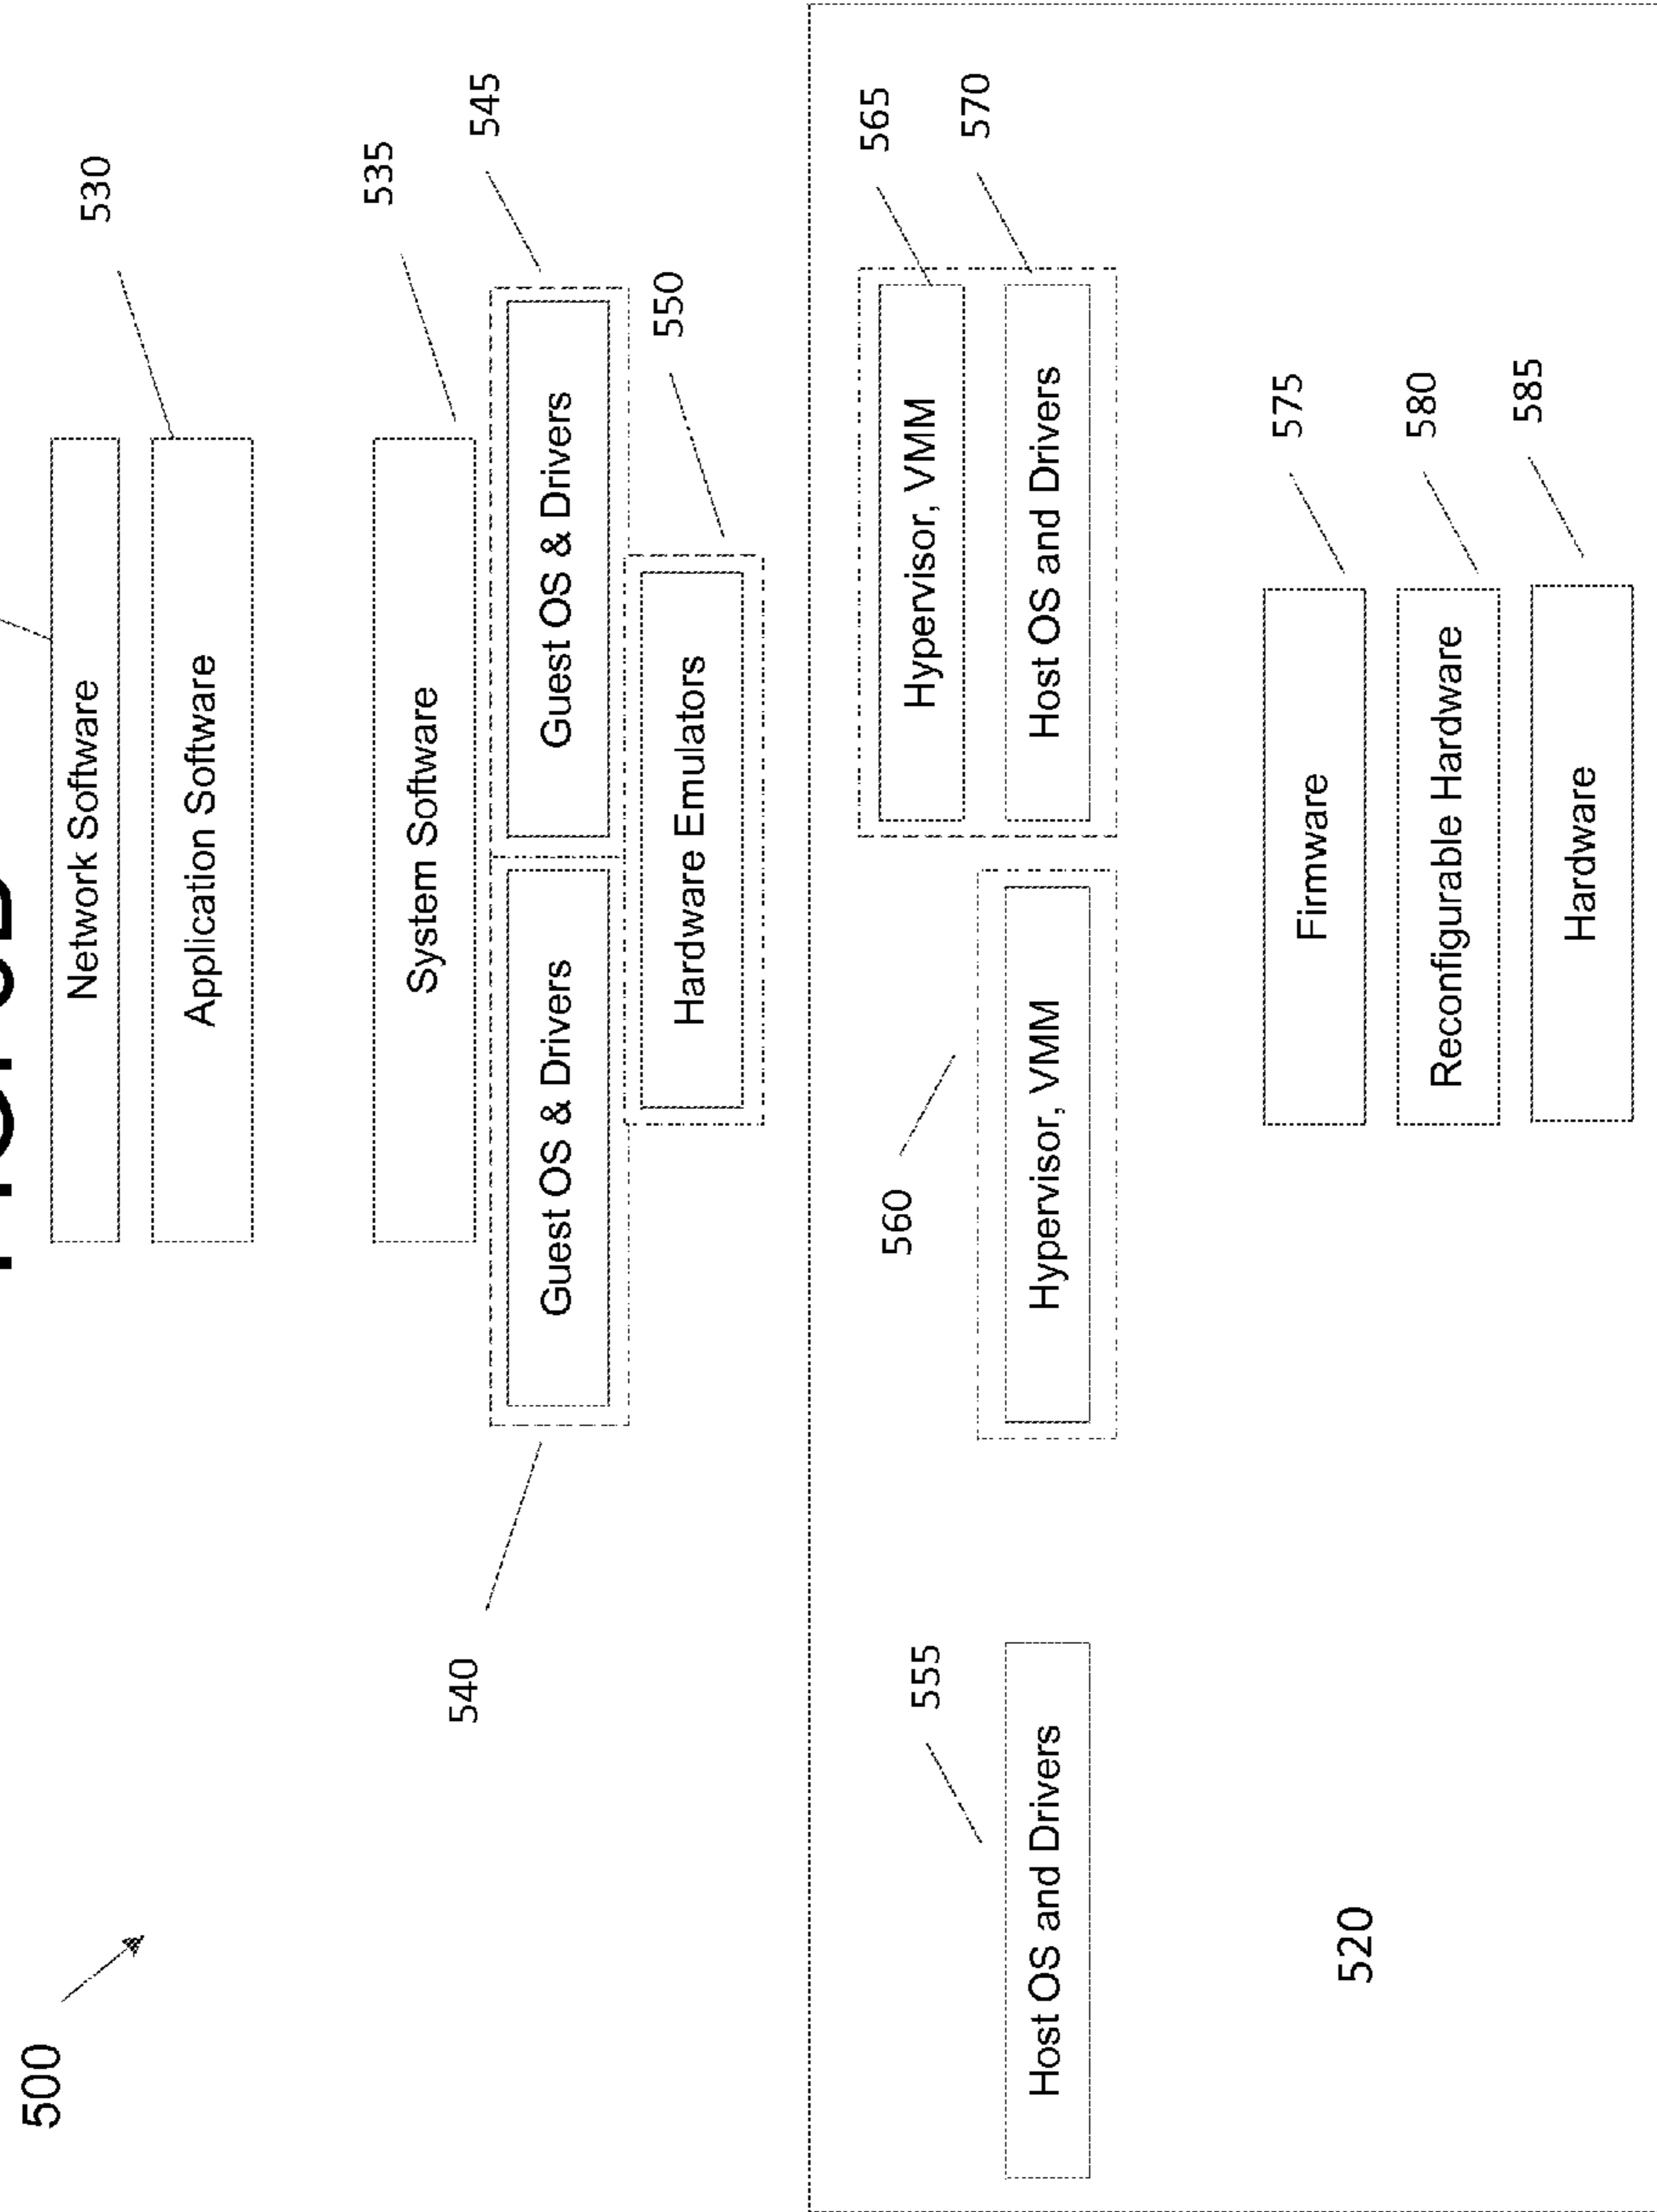 500
Network Software
530
Application Software
535
System Software
540
545
Guest OS & Drivers
Guest OS & Drivers
550
Hardware Emulators
565
560
Hypervisor, VMM
555
570
Host OS and Drivers
Hypervisor, VMM
Host OS and Drivers
575
Firmware
520
580
Reconfigurable Hardware
585
Hardware